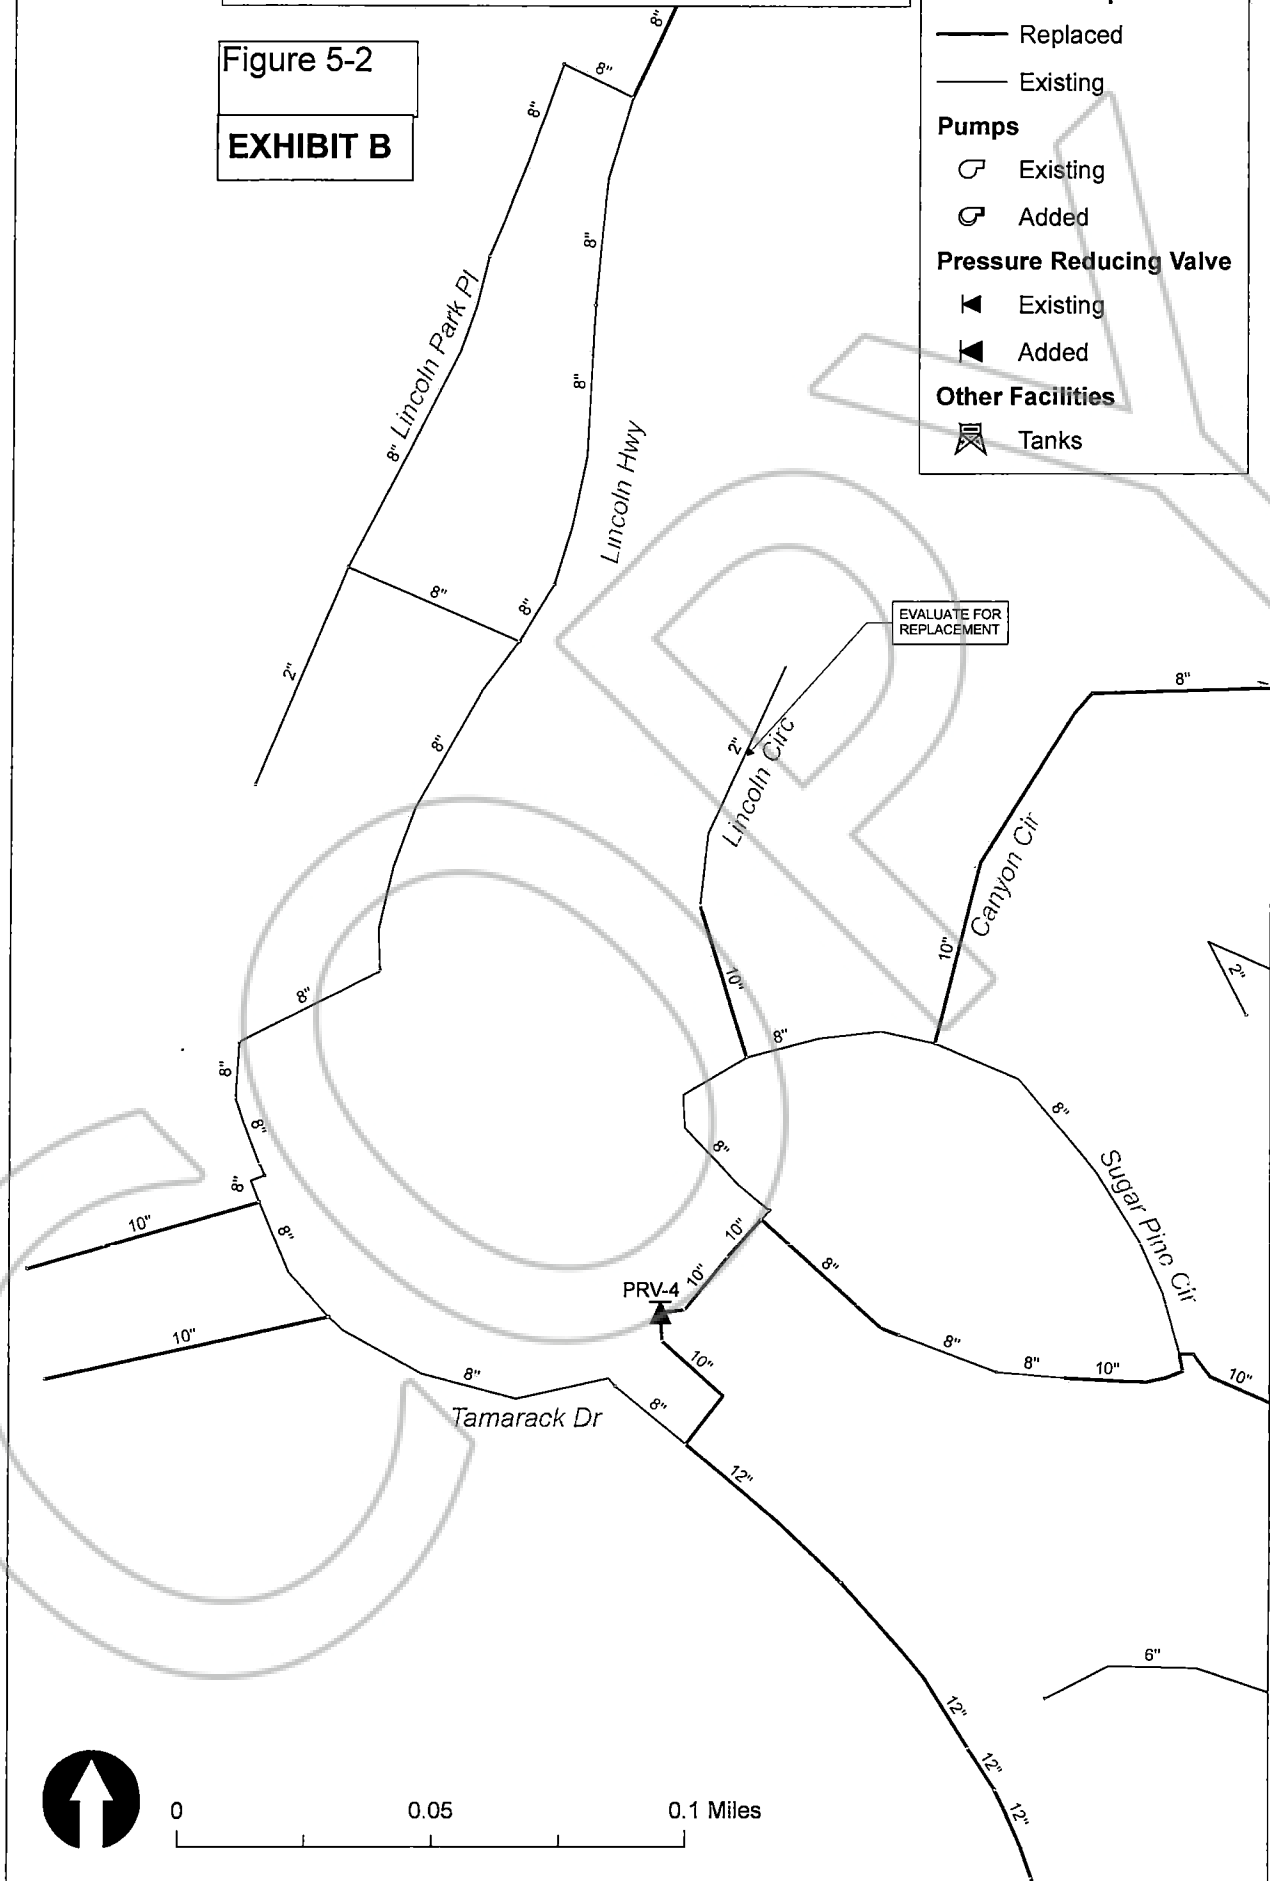 Figure 5-2
EXHIBIT B
Replaced
Existing
Pumps
Existing
Added
Pressure Reducing Valve
Existing
Added
Other Facilities
Tanks
8"
8"
8"
8"
Lincoln Park Pl
8"
8"
8"
Lincoln Hwy
8"
8"
2"
8"
EVALUATE FOR
REPLACEMENT
2"
Lincoln Circ
8"
Canyon Cir
10"
10"
2"
8"
8"
8"
8"
8"
8"
8"
Sugar Pine Cir
10"
8"
10"
10"
10"
8"
PRV-4
10"
8"
8"
10"
10"
10"
8"
8"
Tamarack Dr
12"
6"
12"
12"
12"
0 0.05 0.1 Miles
COPY